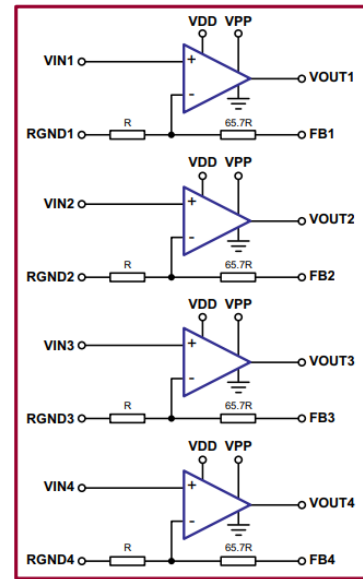 VDD VPP
VIN1
+
VOUT1
-
RGND1 R 65.7R FB1
VDD VPP
VIN2
+
VOUT2
-
RGND2 R 65.7R FB2
VDD VPP
VIN3
+
VOUT3
-
RGND3 R 65.7R FB3
VDD VPP
VIN4
+
VOUT4
-
RGND4 R 65.7R FB4